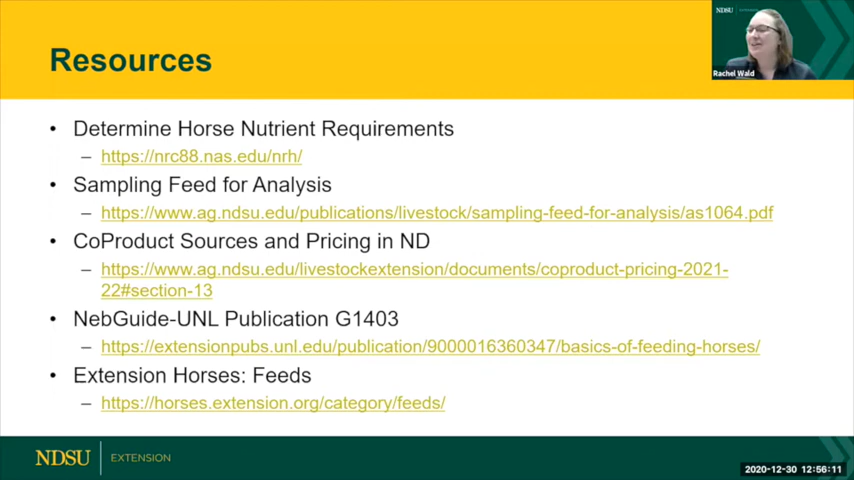 NDSU
Rachel Wald
Resources
• Determine Horse Nutrient Requirements
– https://nrc88.nas.edu/nrh/
• Sampling Feed for Analysis
– https://www.ag.ndsu.edu/publications/livestock/sampling-feed-for-analysis/as1064.pdf
• CoProduct Sources and Pricing in ND
– https://www.ag.ndsu.edu/livestockextension/documents/coproduct-pricing-2021-
22#section-13
• NebGuide-UNL Publication G1403
– https://extensionpubs.unl.edu/publication/9000016360347/basics-of-feeding-horses/
• Extension Horses: Feeds
– https://horses.extension.org/category/feeds/
NDSU EXTENSION
2020-12-30 12:56:11